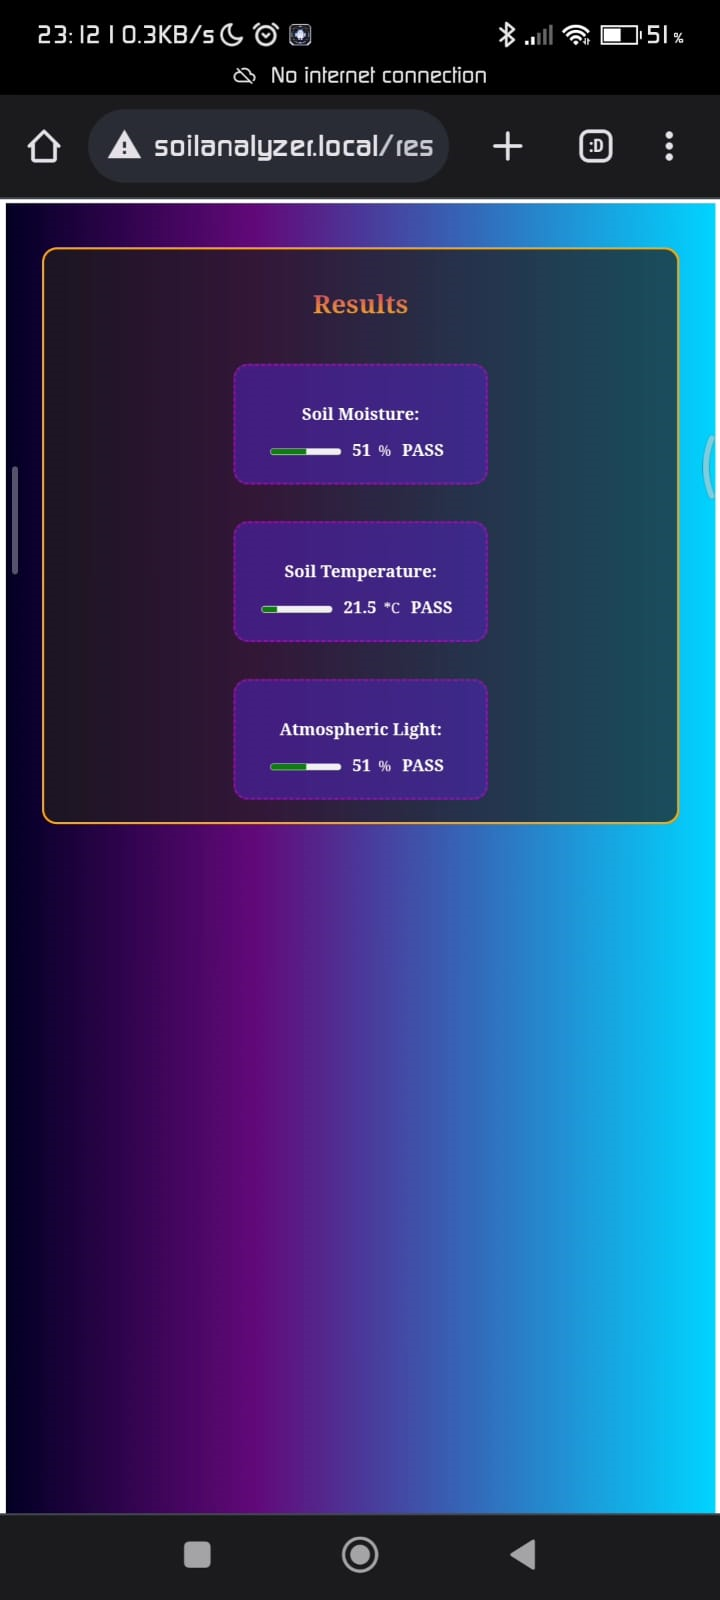 23:12 | 0.3KB/s 51 %
No internet connection
soilanalyzer.local/res
:D
Results
Soil Moisture:
51 % PASS
Soil Temperature:
21.5 *C PASS
Atmospheric Light:
51 % PASS